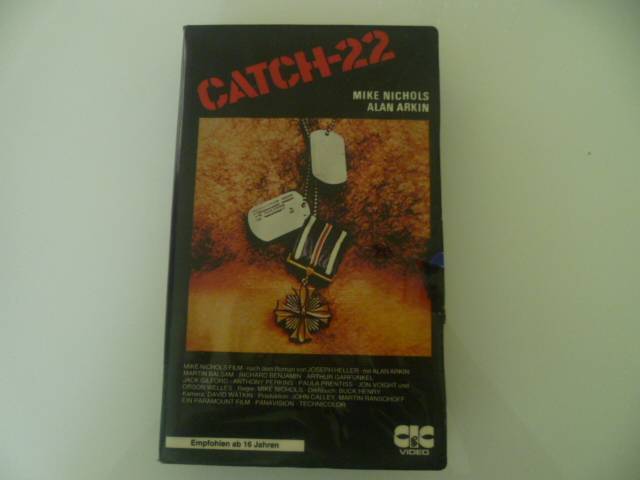 CATCH-22
MIKE NICHOLS
ALAN ARKIN
MIKE NICHOLS FILM · nach dem Roman von JOSEPH HELLER · mit ALAN ARKIN
MARTIN BALSAM · RICHARD BENJAMIN · ARTHUR GARFUNKEL
JACK GILFORD · ANTHONY PERKINS · PAULA PRENTISS · JON VOIGHT und
ORSON WELLES · Regie: MIKE NICHOLS · Drehbuch: BUCK HENRY
Kamera: DAVID WATKIN · Produktion: JOHN CALLEY, MARTIN RANSOHOFF
EIN PARAMOUNT FILM · PANAVISION · TECHNICOLOR
Empfohlen ab 16 Jahren
CIC
VIDEO